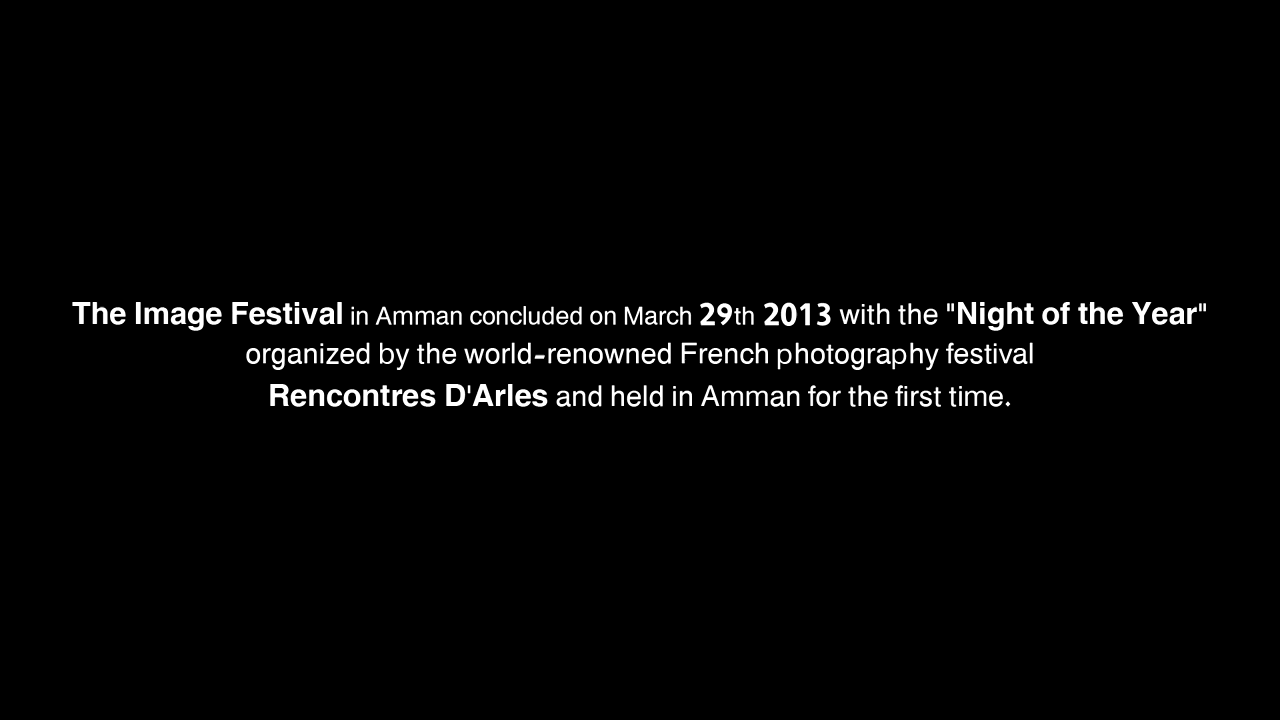 The Image Festival in Amman concluded on March 29th 2013 with the "Night of the Year"
organized by the world-renowned French photography festival
Rencontres D'Arles and held in Amman for the first time.